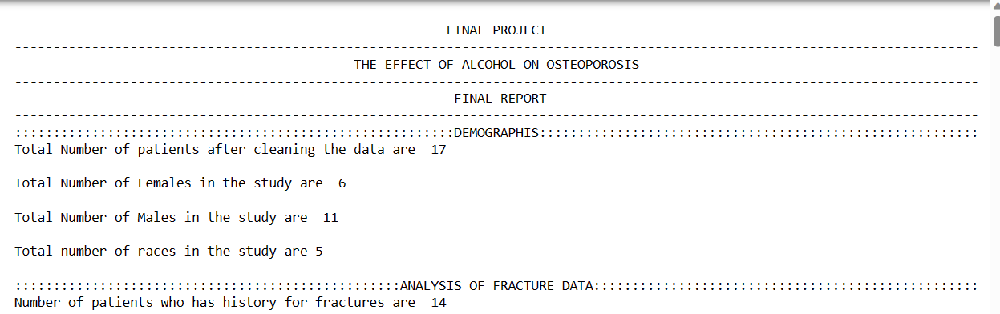 FINAL PROJECT
THE EFFECT OF ALCOHOL ON OSTEOPOROSIS
FINAL REPORT
:::::::::::::::::::::::::::::::::::::::::::::::::::::::::DEMOGRAPHIS:::::::::::::::::::::::::::::::::::::::::::::::::::::::::
Total Number of patients after cleaning the data are  17
Total Number of Females in the study are  6
Total Number of Males in the study are  11
Total number of races in the study are 5
::::::::::::::::::::::::::::::::::::::::::::::::::ANALYSIS OF FRACTURE DATA::::::::::::::::::::::::::::::::::::::::::::::::::
Number of patients who has history for fractures are  14